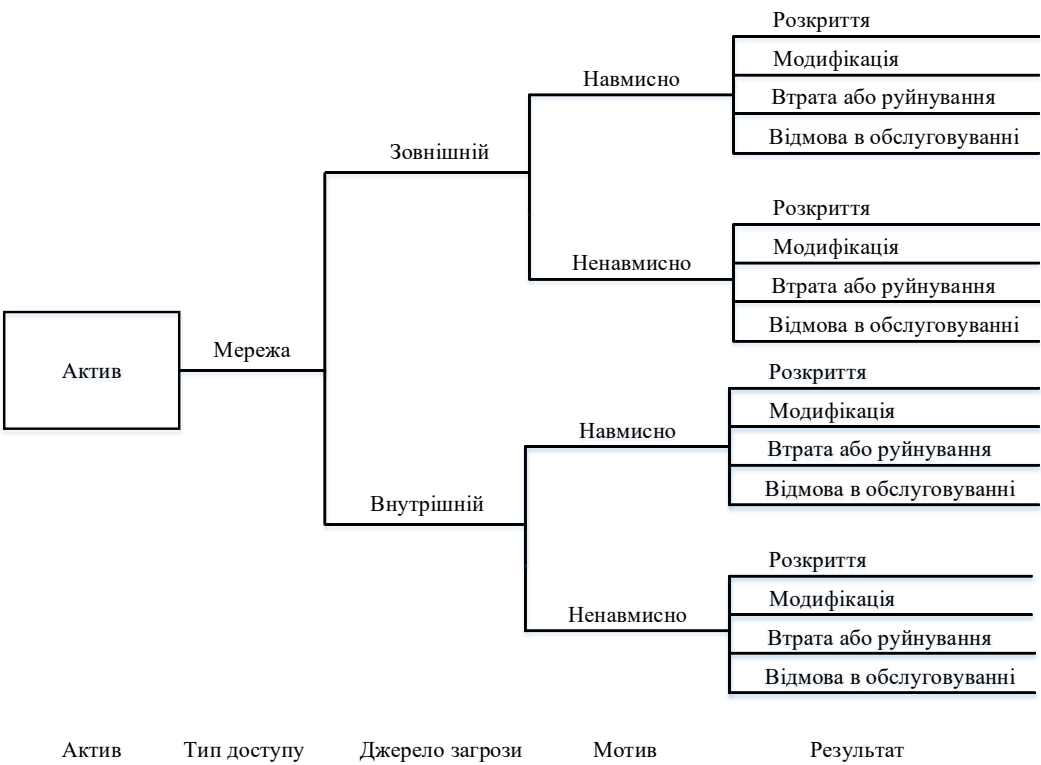 Розкриття
Модифікація
Навмисно
Втрата або руйнування
Відмова в обслуговуванні
Зовнішній
Розкриття
Модифікація
Ненавмисно
Втрата або руйнування
Відмова в обслуговуванні
Мережа
Актив
Розкриття
Модифікація
Навмисно
Втрата або руйнування
Відмова в обслуговуванні
Внутрішній
Розкриття
Модифікація
Ненавмисно
Втрата або руйнування
Відмова в обслуговуванні
Актив Тип доступу Джерело загрози Мотив Результат